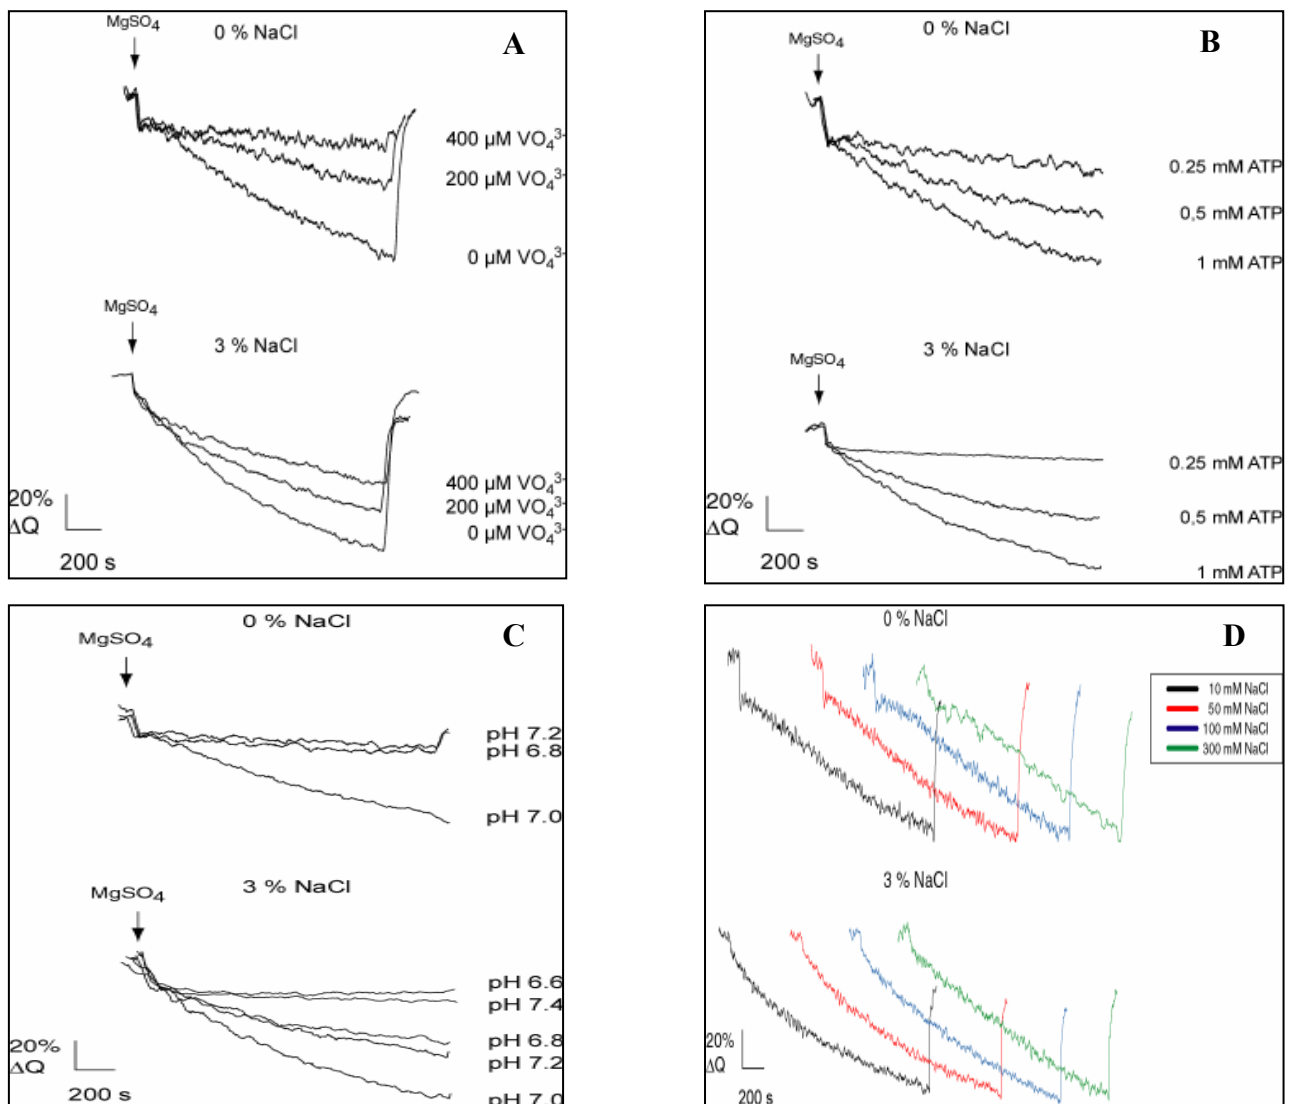 MgSO4
0 % NaCl
A
400 µM VO4 3-
200 µM VO4 3-
0 µM VO4 3-
MgSO4
3 % NaCl
400 µM VO4 3-
200 µM VO4 3-
0 µM VO4 3-
20%
ΔQ
200 s
0 % NaCl
B
MgSO4
0.25 mM ATP
0,5 mM ATP
1 mM ATP
3 % NaCl
MgSO4
0.25 mM ATP
0,5 mM ATP
1 mM ATP
20%
ΔQ
200 s
0 % NaCl
C
MgSO4
pH 7.2
pH 6.8
pH 7.0
3 % NaCl
MgSO4
pH 6.6
pH 7.4
pH 6.8
pH 7.2
pH 7.0
20%
ΔQ
200 s
0 % NaCl
D
10 mM NaCl
50 mM NaCl
100 mM NaCl
300 mM NaCl
3 % NaCl
20%
ΔQ
200 s